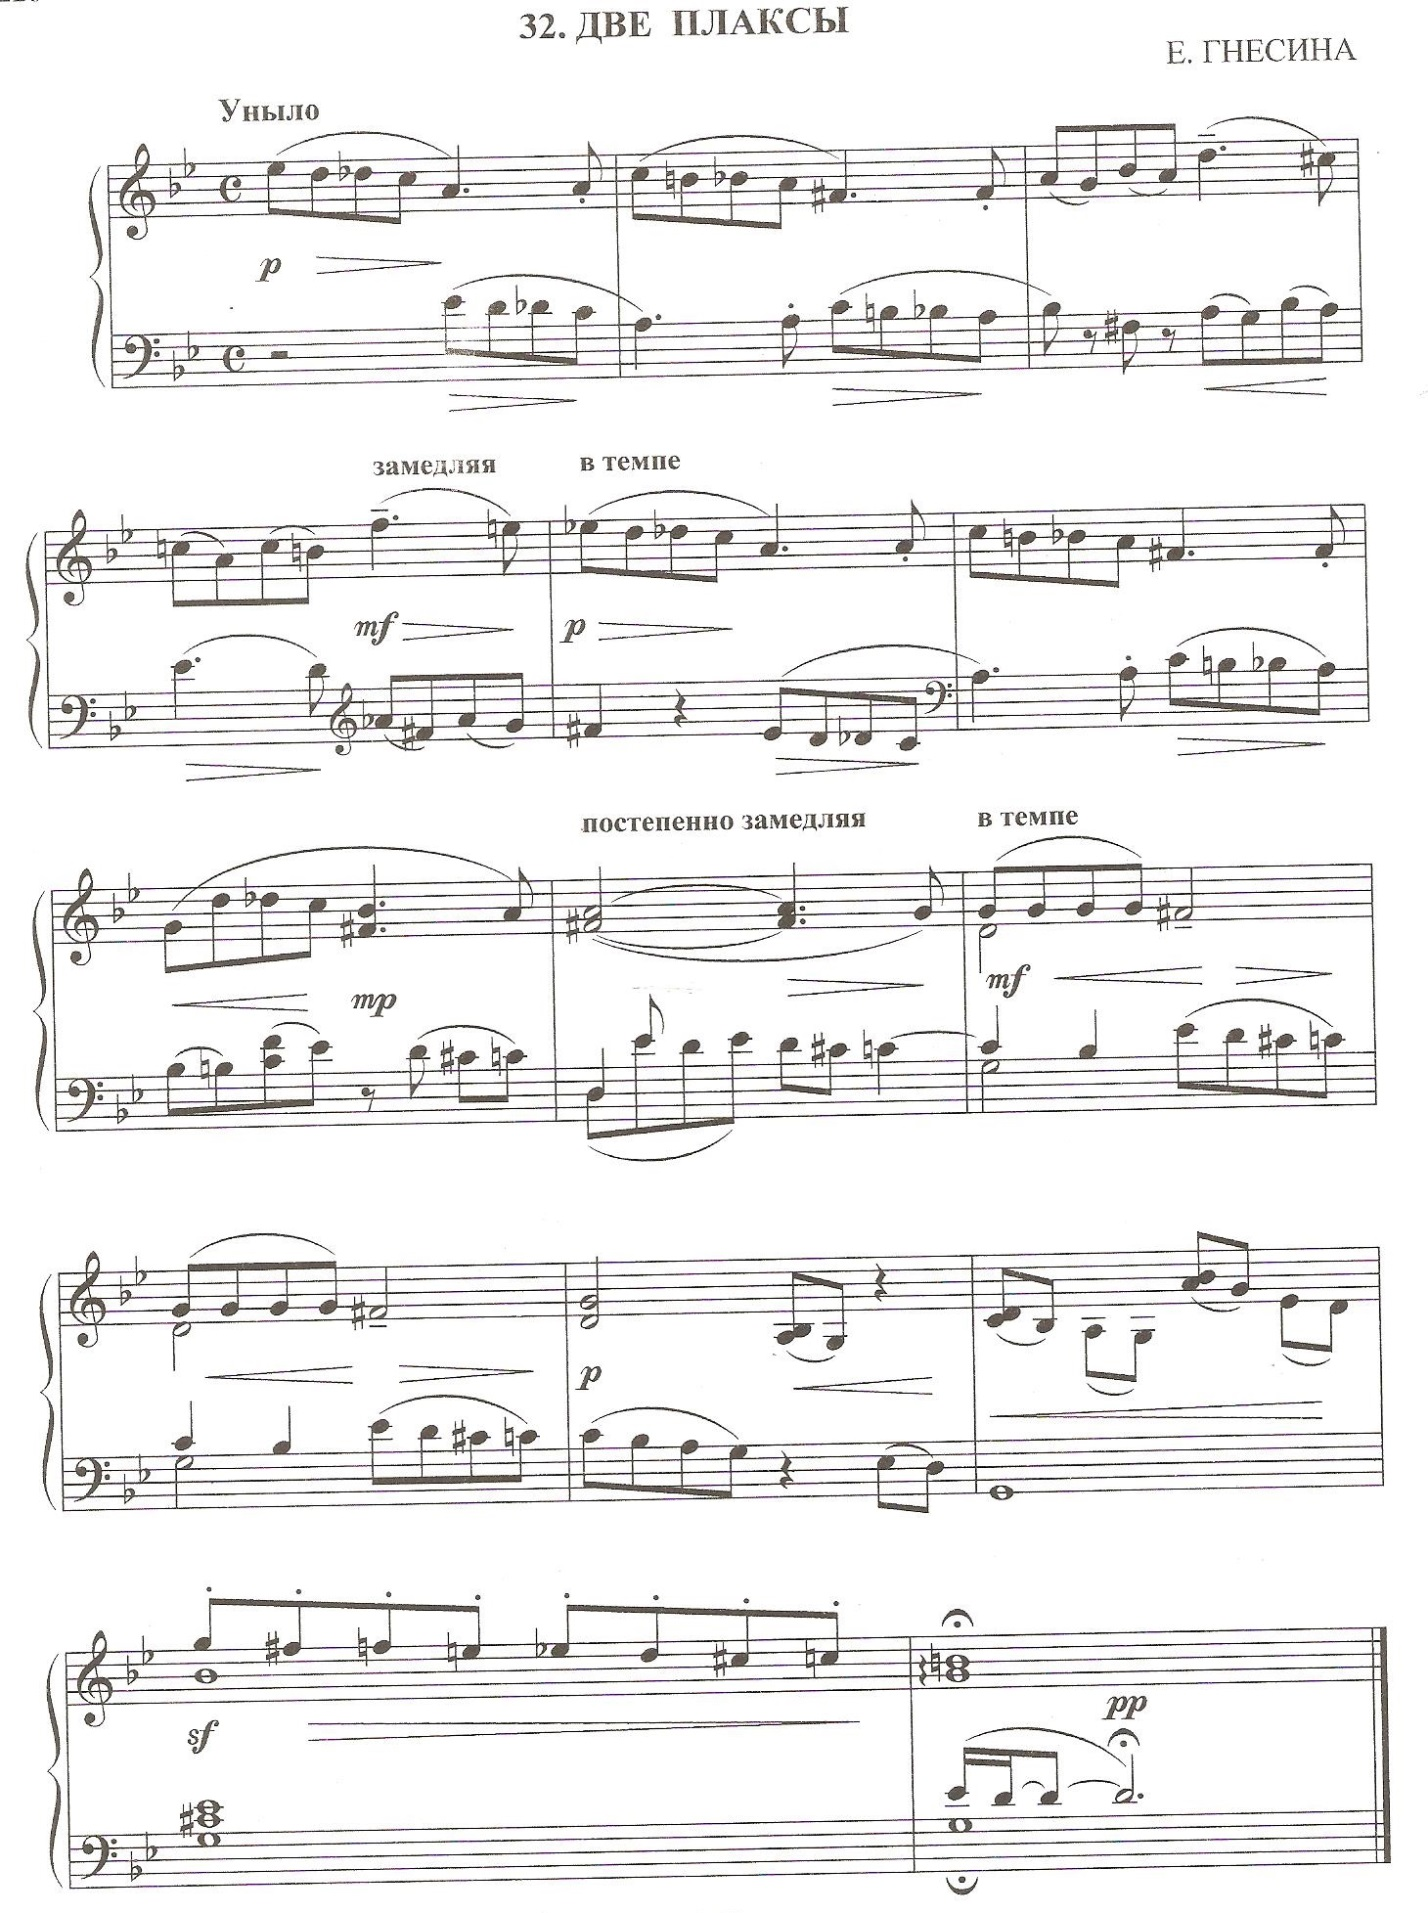 32. ДВЕ ПЛАКСЫ
Е. ГНЕСИНА
Уныло
p
замедляя в темпе
mf p
постепенно замедляя в темпе
mp mf
p
sf
pp